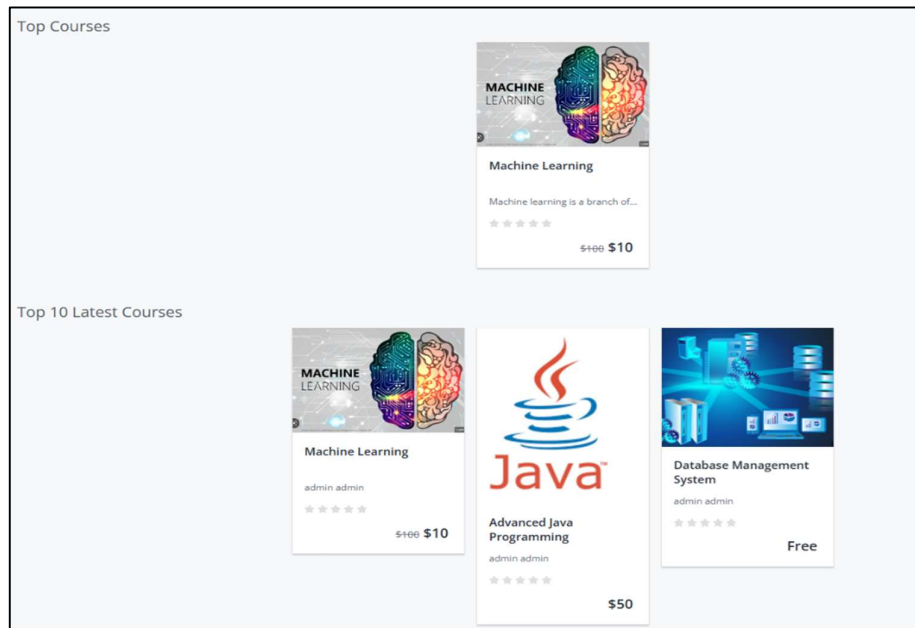 Top Courses
MACHINE
LEARNING
Machine Learning
Machine learning is a branch of...
$100 $10
Top 10 Latest Courses
MACHINE
LEARNING
Machine Learning
admin admin
$100 $10
Java™
Advanced Java
Programming
admin admin
$50
Database Management
System
admin admin
Free